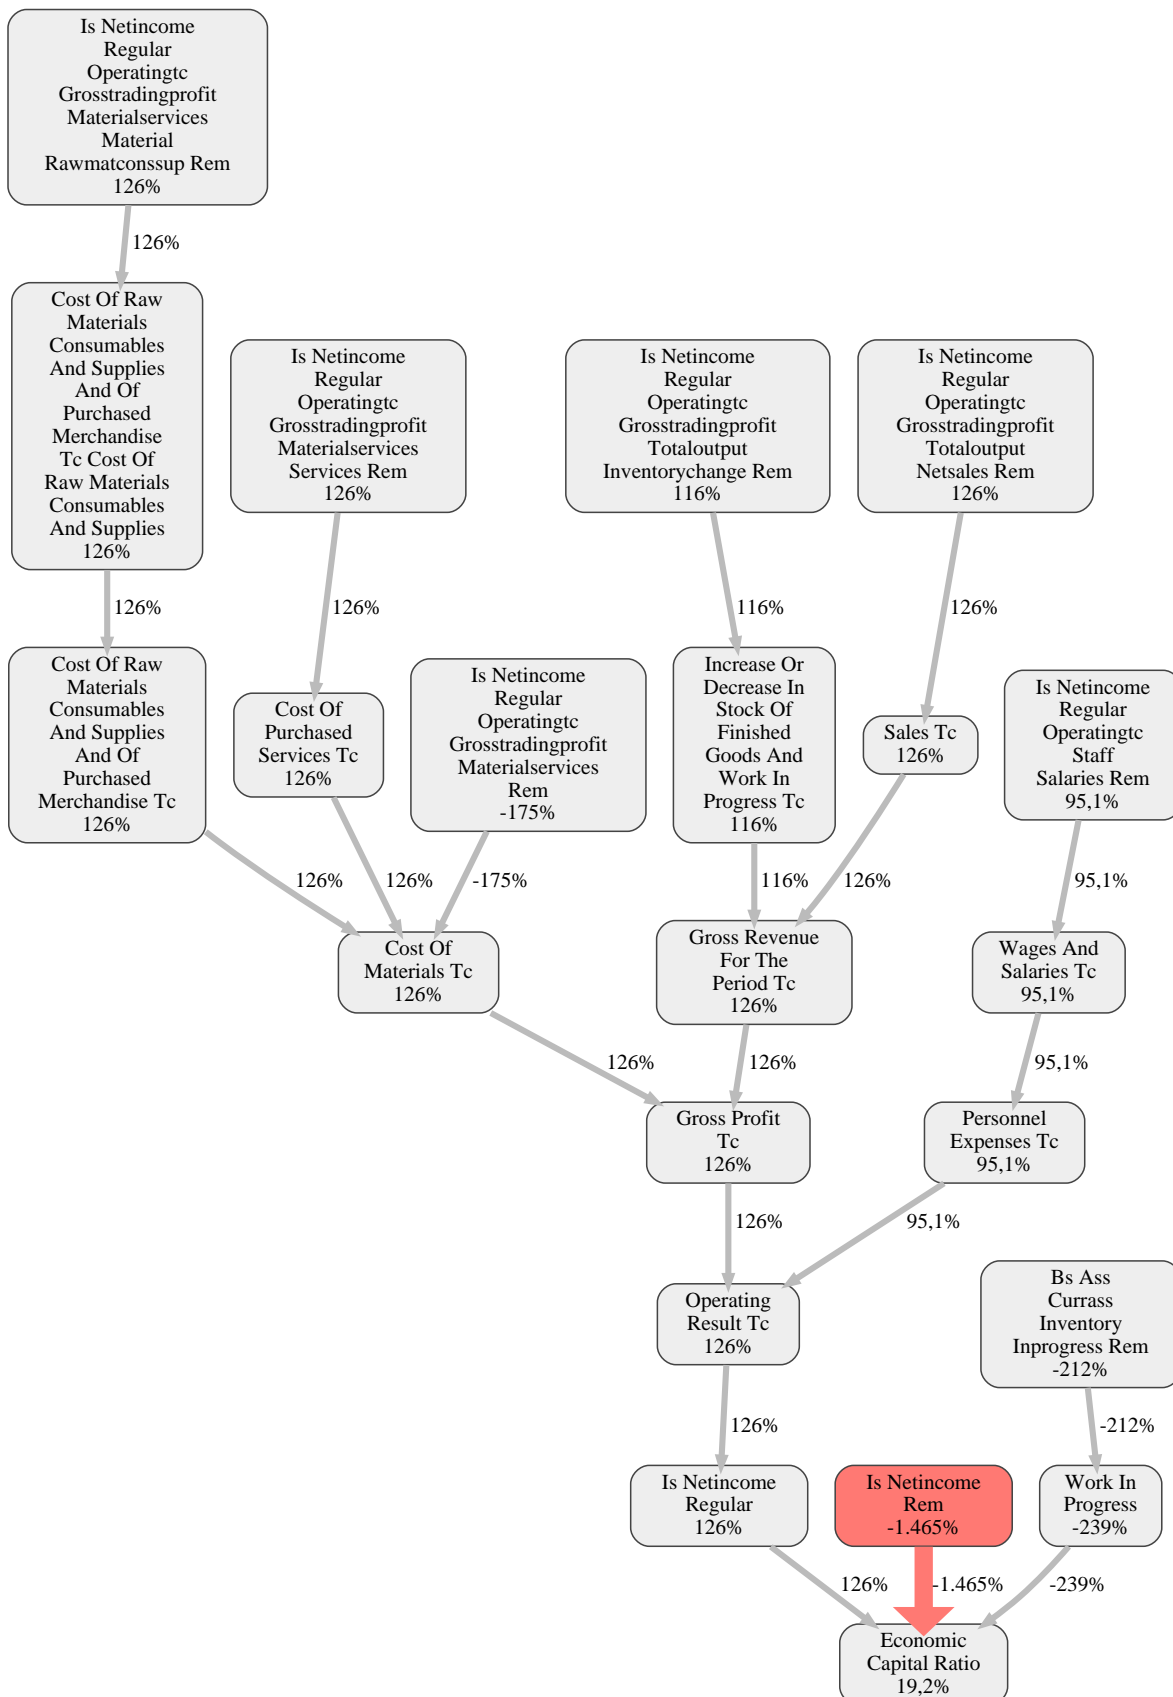 Is Netincome
Regular
Operatingtc
Grosstradingprofit
Materialservices
Material
Rawmatconssup Rem
126%
126%
Cost Of Raw
Materials
Consumables
And Supplies
And Of
Purchased
Merchandise
Tc Cost Of
Raw Materials
Consumables
And Supplies
126%
Is Netincome
Regular
Operatingtc
Grosstradingprofit
Materialservices
Services Rem
126%
Is Netincome
Regular
Operatingtc
Grosstradingprofit
Totaloutput
Inventorychange Rem
116%
Is Netincome
Regular
Operatingtc
Grosstradingprofit
Totaloutput
Netsales Rem
126%
126%
126%
116%
126%
Cost Of Raw
Materials
Consumables
And Supplies
And Of
Purchased
Merchandise Tc
126%
Cost Of
Purchased
Services Tc
126%
Is Netincome
Regular
Operatingtc
Grosstradingprofit
Materialservices
Rem
-175%
Increase Or
Decrease In
Stock Of
Finished
Goods And
Work In
Progress Tc
116%
Sales Tc
126%
Is Netincome
Regular
Operatingtc
Staff
Salaries Rem
95,1%
126%
126%
-175%
116%
126%
95,1%
Cost Of
Materials Tc
126%
Gross Revenue
For The
Period Tc
126%
Wages And
Salaries Tc
95,1%
126%
126%
95,1%
Gross Profit
Tc
126%
Personnel
Expenses Tc
95,1%
126%
95,1%
Operating
Result Tc
126%
Bs Ass
Currass
Inventory
Inprogress Rem
-212%
126%
-212%
Is Netincome
Regular
126%
Is Netincome
Rem
-1.465%
Work In
Progress
-239%
126%
-1.465%
-239%
Economic
Capital Ratio
19,2%